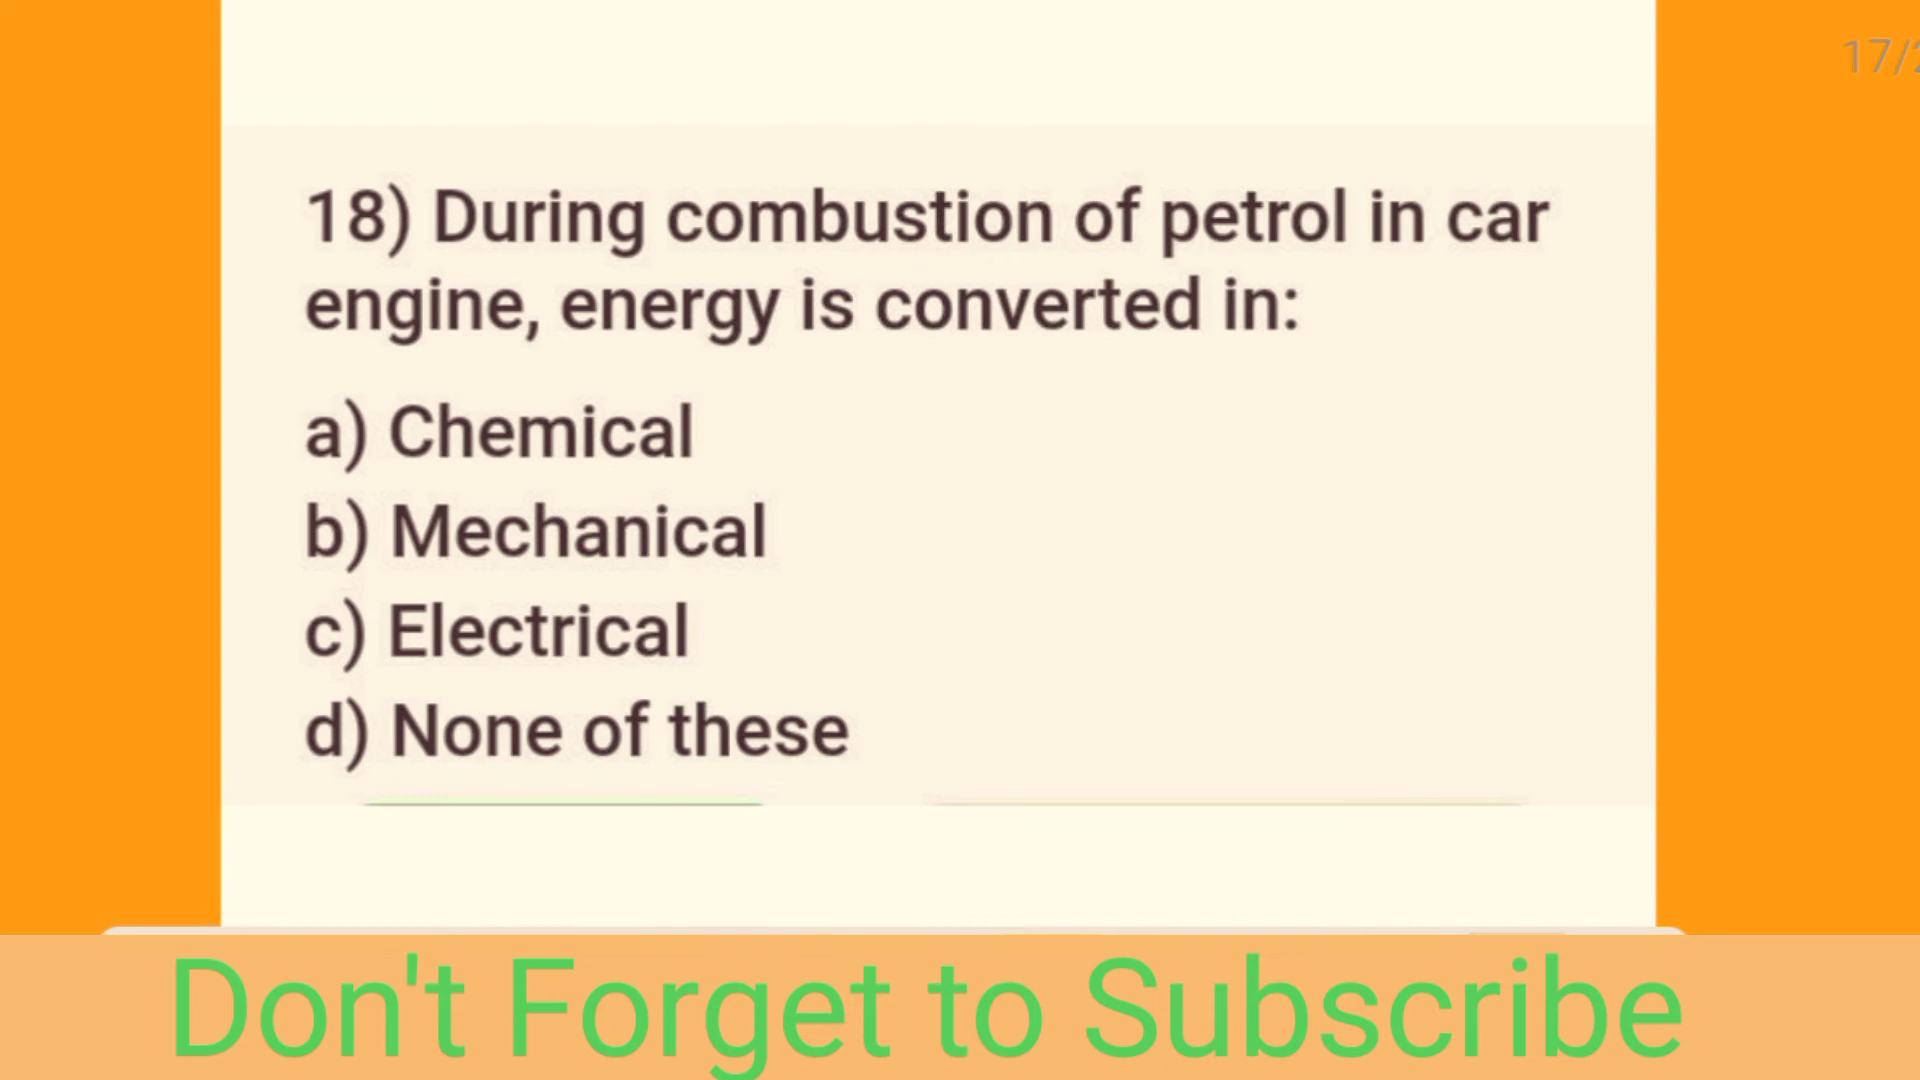 17/
18) During combustion of petrol in car
engine, energy is converted in:
a) Chemical
b) Mechanical
c) Electrical
d) None of these
Don't Forget to Subscribe